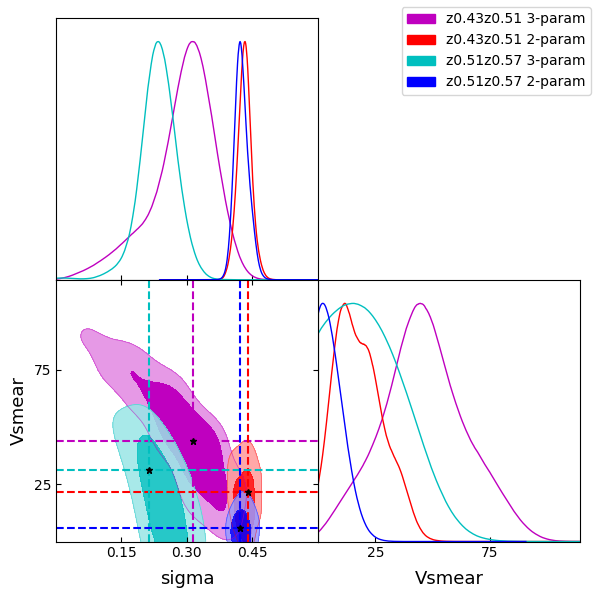 z0.43z0.51 3-param
z0.43z0.51 2-param
z0.51z0.57 3-param
z0.51z0.57 2-param
Vsmear
75
25
0.15 0.30 0.45
25 75
sigma
Vsmear